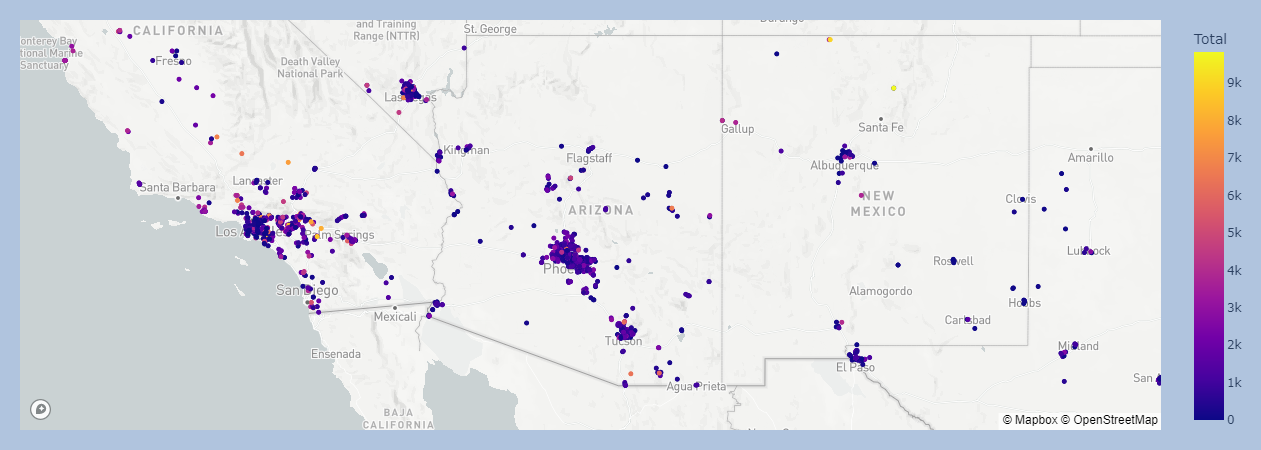 Durango
and Training
Range (NTTR)
St. George
CALIFORNIA
onterey Bay
tional Marine
Sanctuary
Fresno
Death Valley
National Park
Las Vegas
Gallup
Santa Fe
Kingman
Flagstaff
Albuquerque
Amarillo
Santa Barbara
Lancaster
ARIZONA
NEW
MEXICO
Clovis
Los Angeles
Palm Springs
Lubbock
Phoenix
Roswell
San Diego
Alamogordo
Hobbs
Mexicali
Carlsbad
Tucson
Midland
Ensenada
El Paso
San
Agua Prieta
BAJA
CALIFORNIA
© Mapbox © OpenStreetMap
Total
9k
8k
7k
6k
5k
4k
3k
2k
1k
0